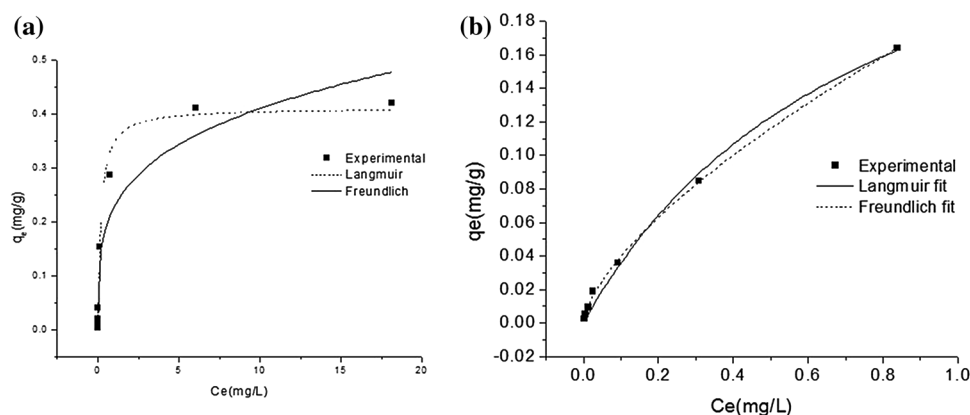 (a)
0.5
0.4
0.3
0.2
0.1
0.0
qe(mg/g)
0
5
10
15
20
Ce(mg/L)
Experimental
Langmuir
Freundlich
(b)
0.18
0.16
0.14
0.12
0.10
0.08
0.06
0.04
0.02
0.00
-0.02
qe(mg/g)
0.0
0.2
0.4
0.6
0.8
1.0
Ce(mg/L)
Experimental
Langmuir fit
Freundlich fit